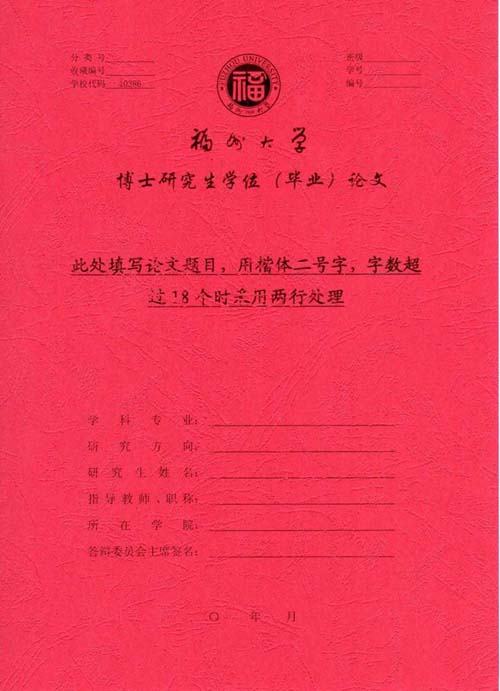 分类号
收藏编号
学校代码 10386
班级
学号
编号
FUZHOU UNIVERSITY
福
福州大学
博士研究生学位（毕业）论文
此处填写论文题目，用楷体二号字，字数超
过18个时采用两行处理
学科专业：
研究方向：
研究生姓名：
指导教师、职称：
所在学院：
答辩委员会主席签名：
〇 年 月